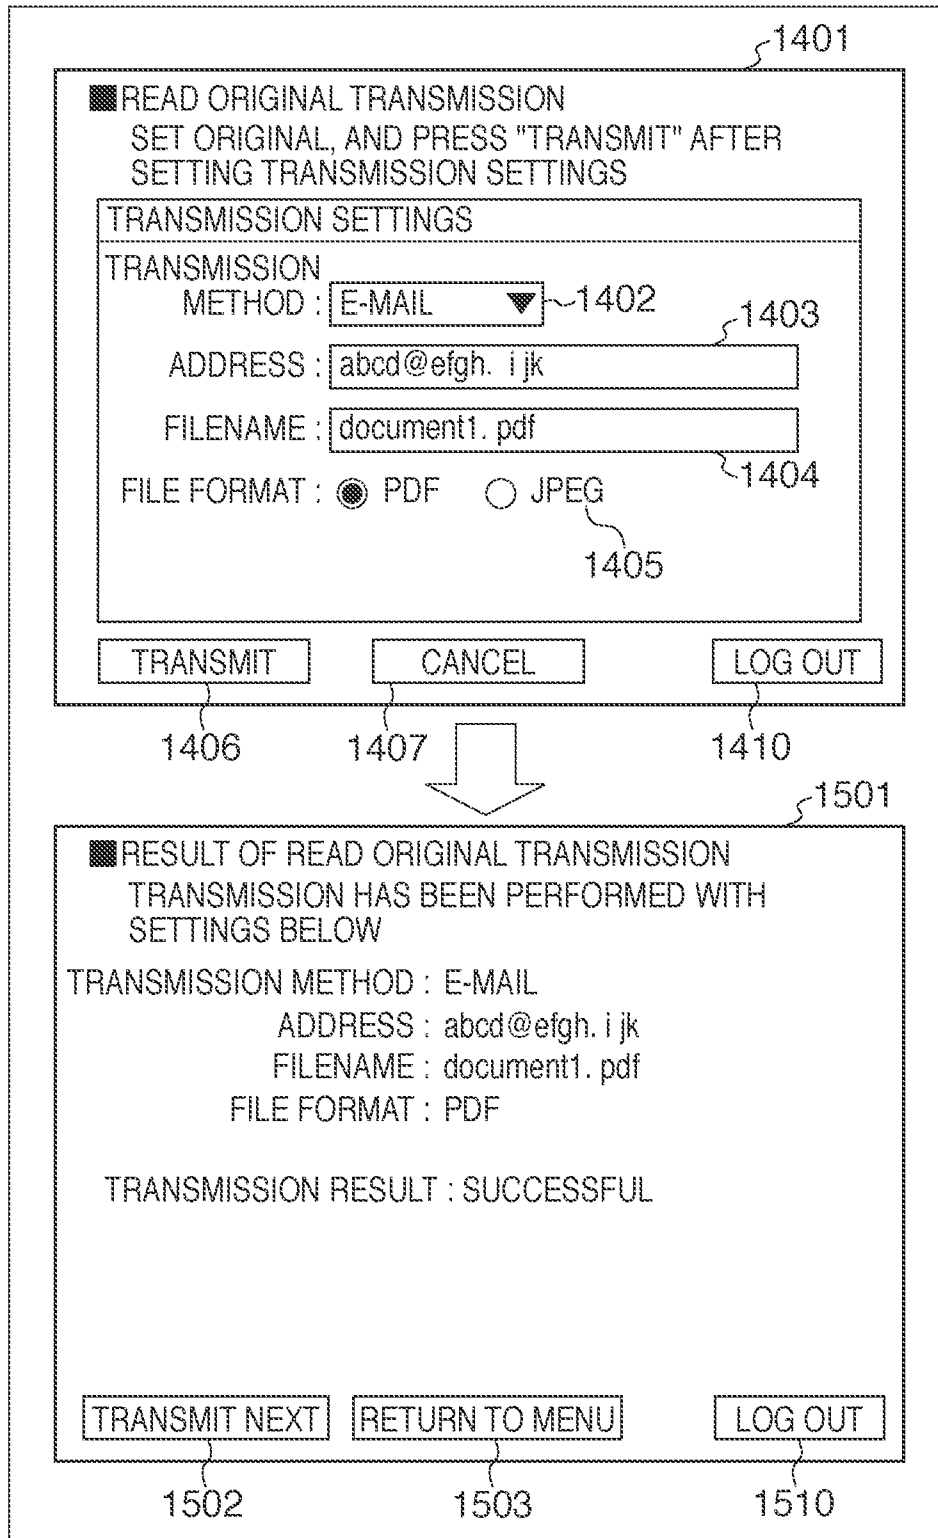 1401
■READ ORIGINAL TRANSMISSION
SET ORIGINAL, AND PRESS "TRANSMIT" AFTER
SETTING TRANSMISSION SETTINGS
TRANSMISSION SETTINGS
TRANSMISSION
METHOD : E-MAIL ▼ 1402
1403
ADDRESS : abcd@efgh. i jk
FILENAME : document1. pdf
1404
FILE FORMAT : PDF JPEG
1405
TRANSMIT CANCEL LOG OUT
1406 1407 1410
1501
■RESULT OF READ ORIGINAL TRANSMISSION
TRANSMISSION HAS BEEN PERFORMED WITH
SETTINGS BELOW
TRANSMISSION METHOD : E-MAIL
ADDRESS : abcd@efgh. i jk
FILENAME : document1. pdf
FILE FORMAT : PDF
TRANSMISSION RESULT : SUCCESSFUL
TRANSMIT NEXT RETURN TO MENU LOG OUT
1502 1503 1510